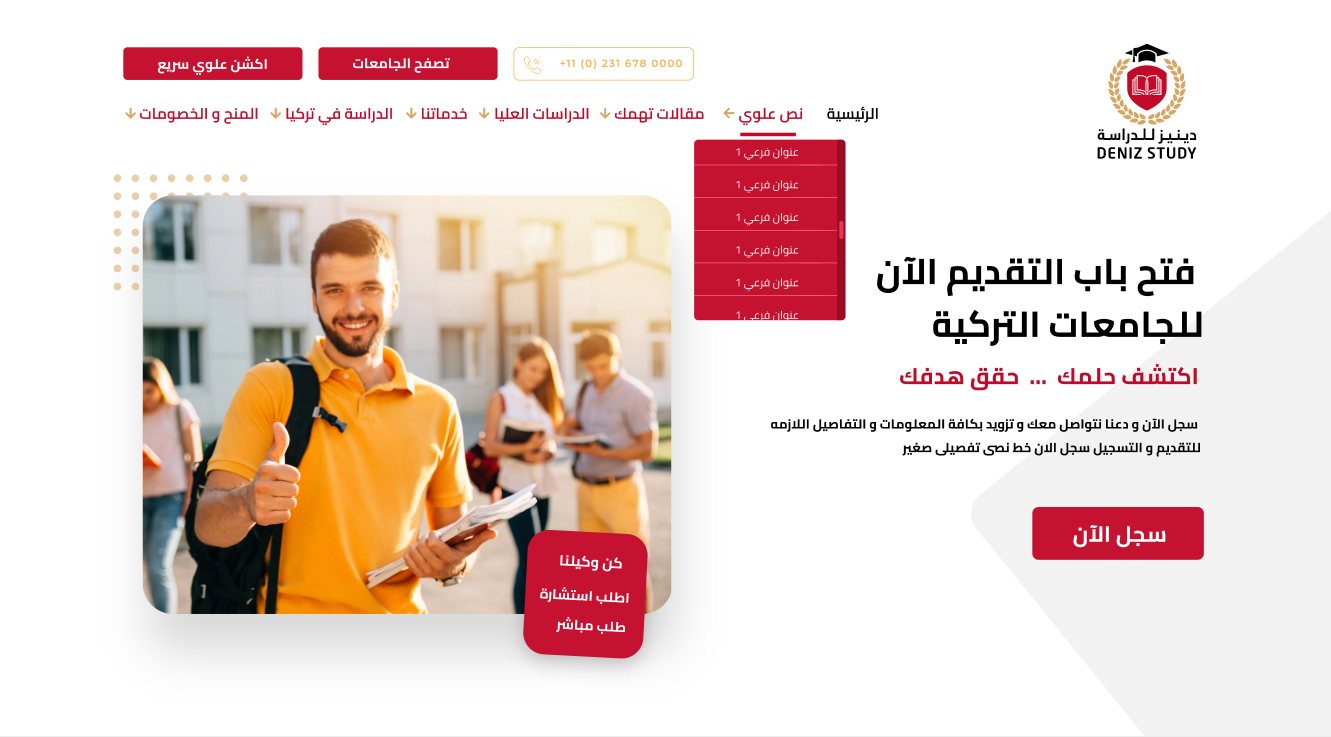 دينيز للدراسة
DENIZ STUDY
+11 (0) 231 678 0000
تصفح الجامعات
اكشن علوي سريع
الرئيسية
نص علوي
مقالات تهمك
الدراسات العليا
خدماتنا
الدراسة في تركيا
المنح و الخصومات
عنوان فرعي 1
عنوان فرعي 1
عنوان فرعي 1
عنوان فرعي 1
عنوان فرعي 1
عنوان فرعي 1
فتح باب التقديم الآن
للجامعات التركية
اكتشف حلمك ... حقق هدفك
سجل الآن و دعنا نتواصل معك و تزويد بكافة المعلومات و التفاصيل اللازمه
للتقديم و التسجيل سجل الان خط نصى تفصيلى صغير
سجل الآن
كن وكيلنا
اطلب استشارة
طلب مباشر